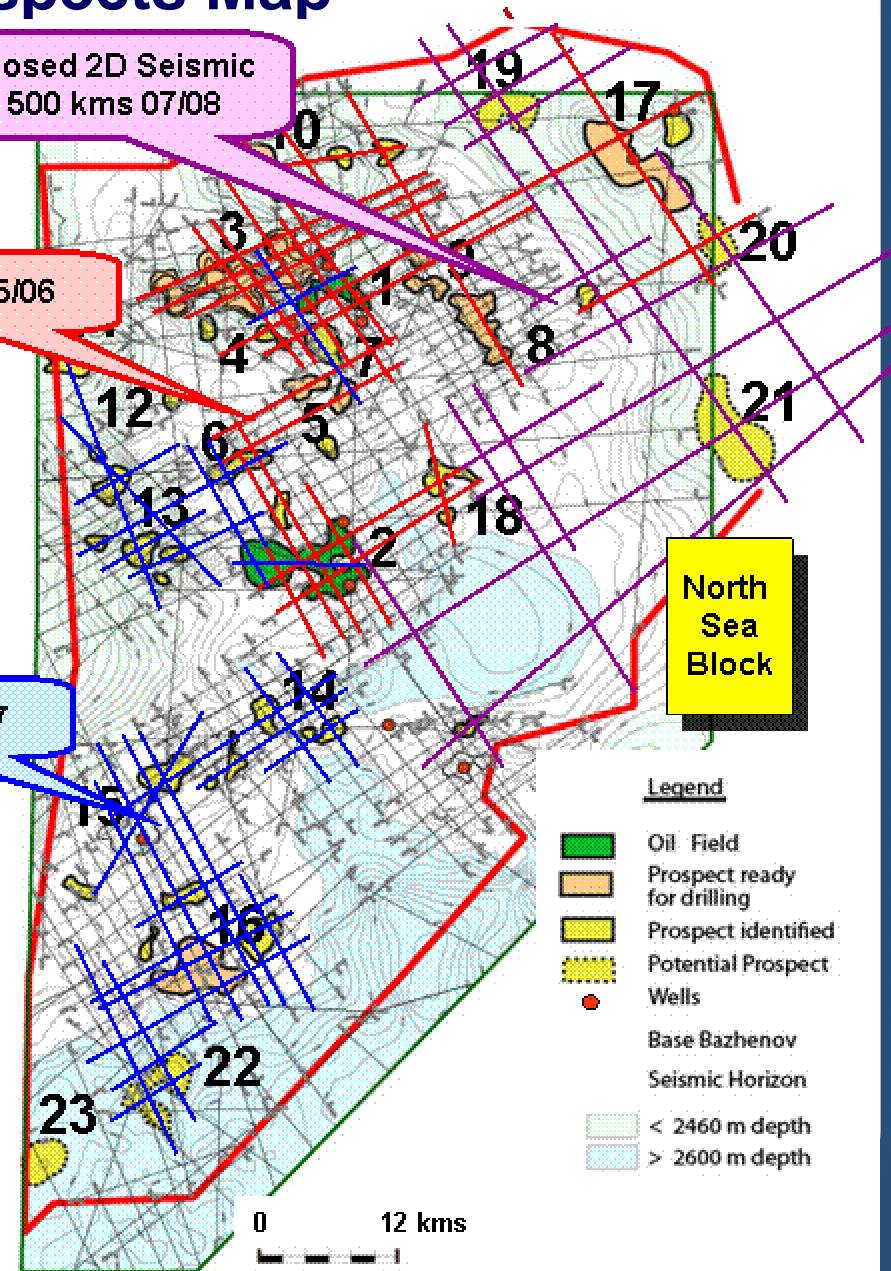 spects Map
osed 2D Seismic
500 kms 07/08
19
17
10
3
9
20
5/06
1
4
7
8
12
5
21
6
13
18
2
North
Sea
Block
14
15
16
22
23
Legend
Oil Field
Prospect ready
for drilling
Prospect identified
Potential Prospect
Wells
Base Bazhenov
Seismic Horizon
< 2460 m depth
> 2600 m depth
0 12 kms